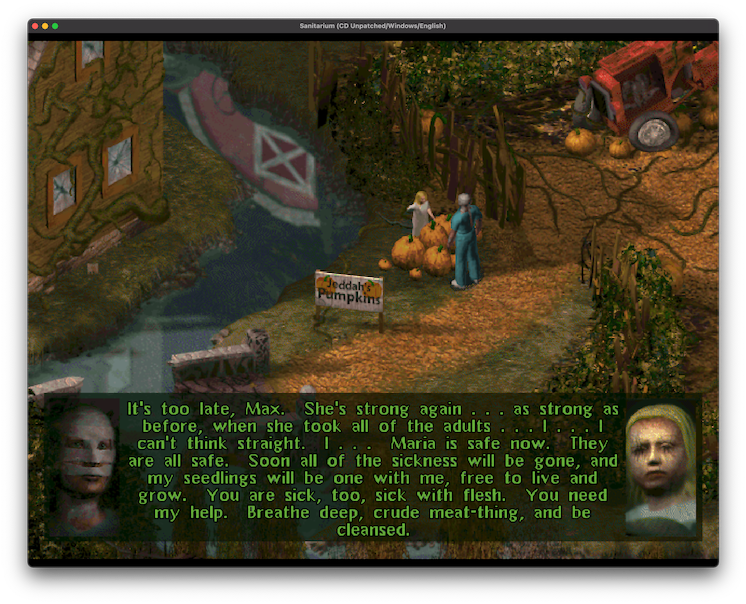 Sanitarium (CD Unpatched/Windows/English)
Jeddah's
Pumpkins
It's too late, Max.  She's strong again . . . as strong as
before, when she took all of the adults . . . I . . . I
can't think straight.  I . . .  Maria is safe now.  They
are all safe.  Soon all of the sickness will be gone, and
my seedlings will be one with me, free to live and
grow.  You are sick, too, sick with flesh.  You need
my help.  Breathe deep, crude meat-thing, and be
cleansed.